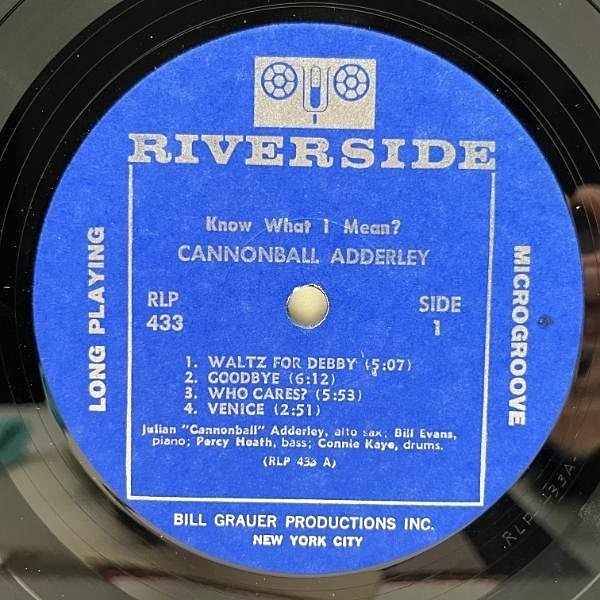 RIVERSIDE
Know What I Mean?
CANNONBALL ADDERLEY
RLP
433
SIDE
1
LONG PLAYING
MICROGROOVE
1. WALTZ FOR DEBBY (5:07)
2. GOODBYE (6:12)
3. WHO CARES? (5:53)
4. VENICE (2:51)
Julian "Cannonball" Adderley, alto sax; Bill Evans,
piano; Percy Heath, bass; Connie Kaye, drums.
(RLP 433 A)
BILL GRAUER PRODUCTIONS INC.
NEW YORK CITY
RLP-433A